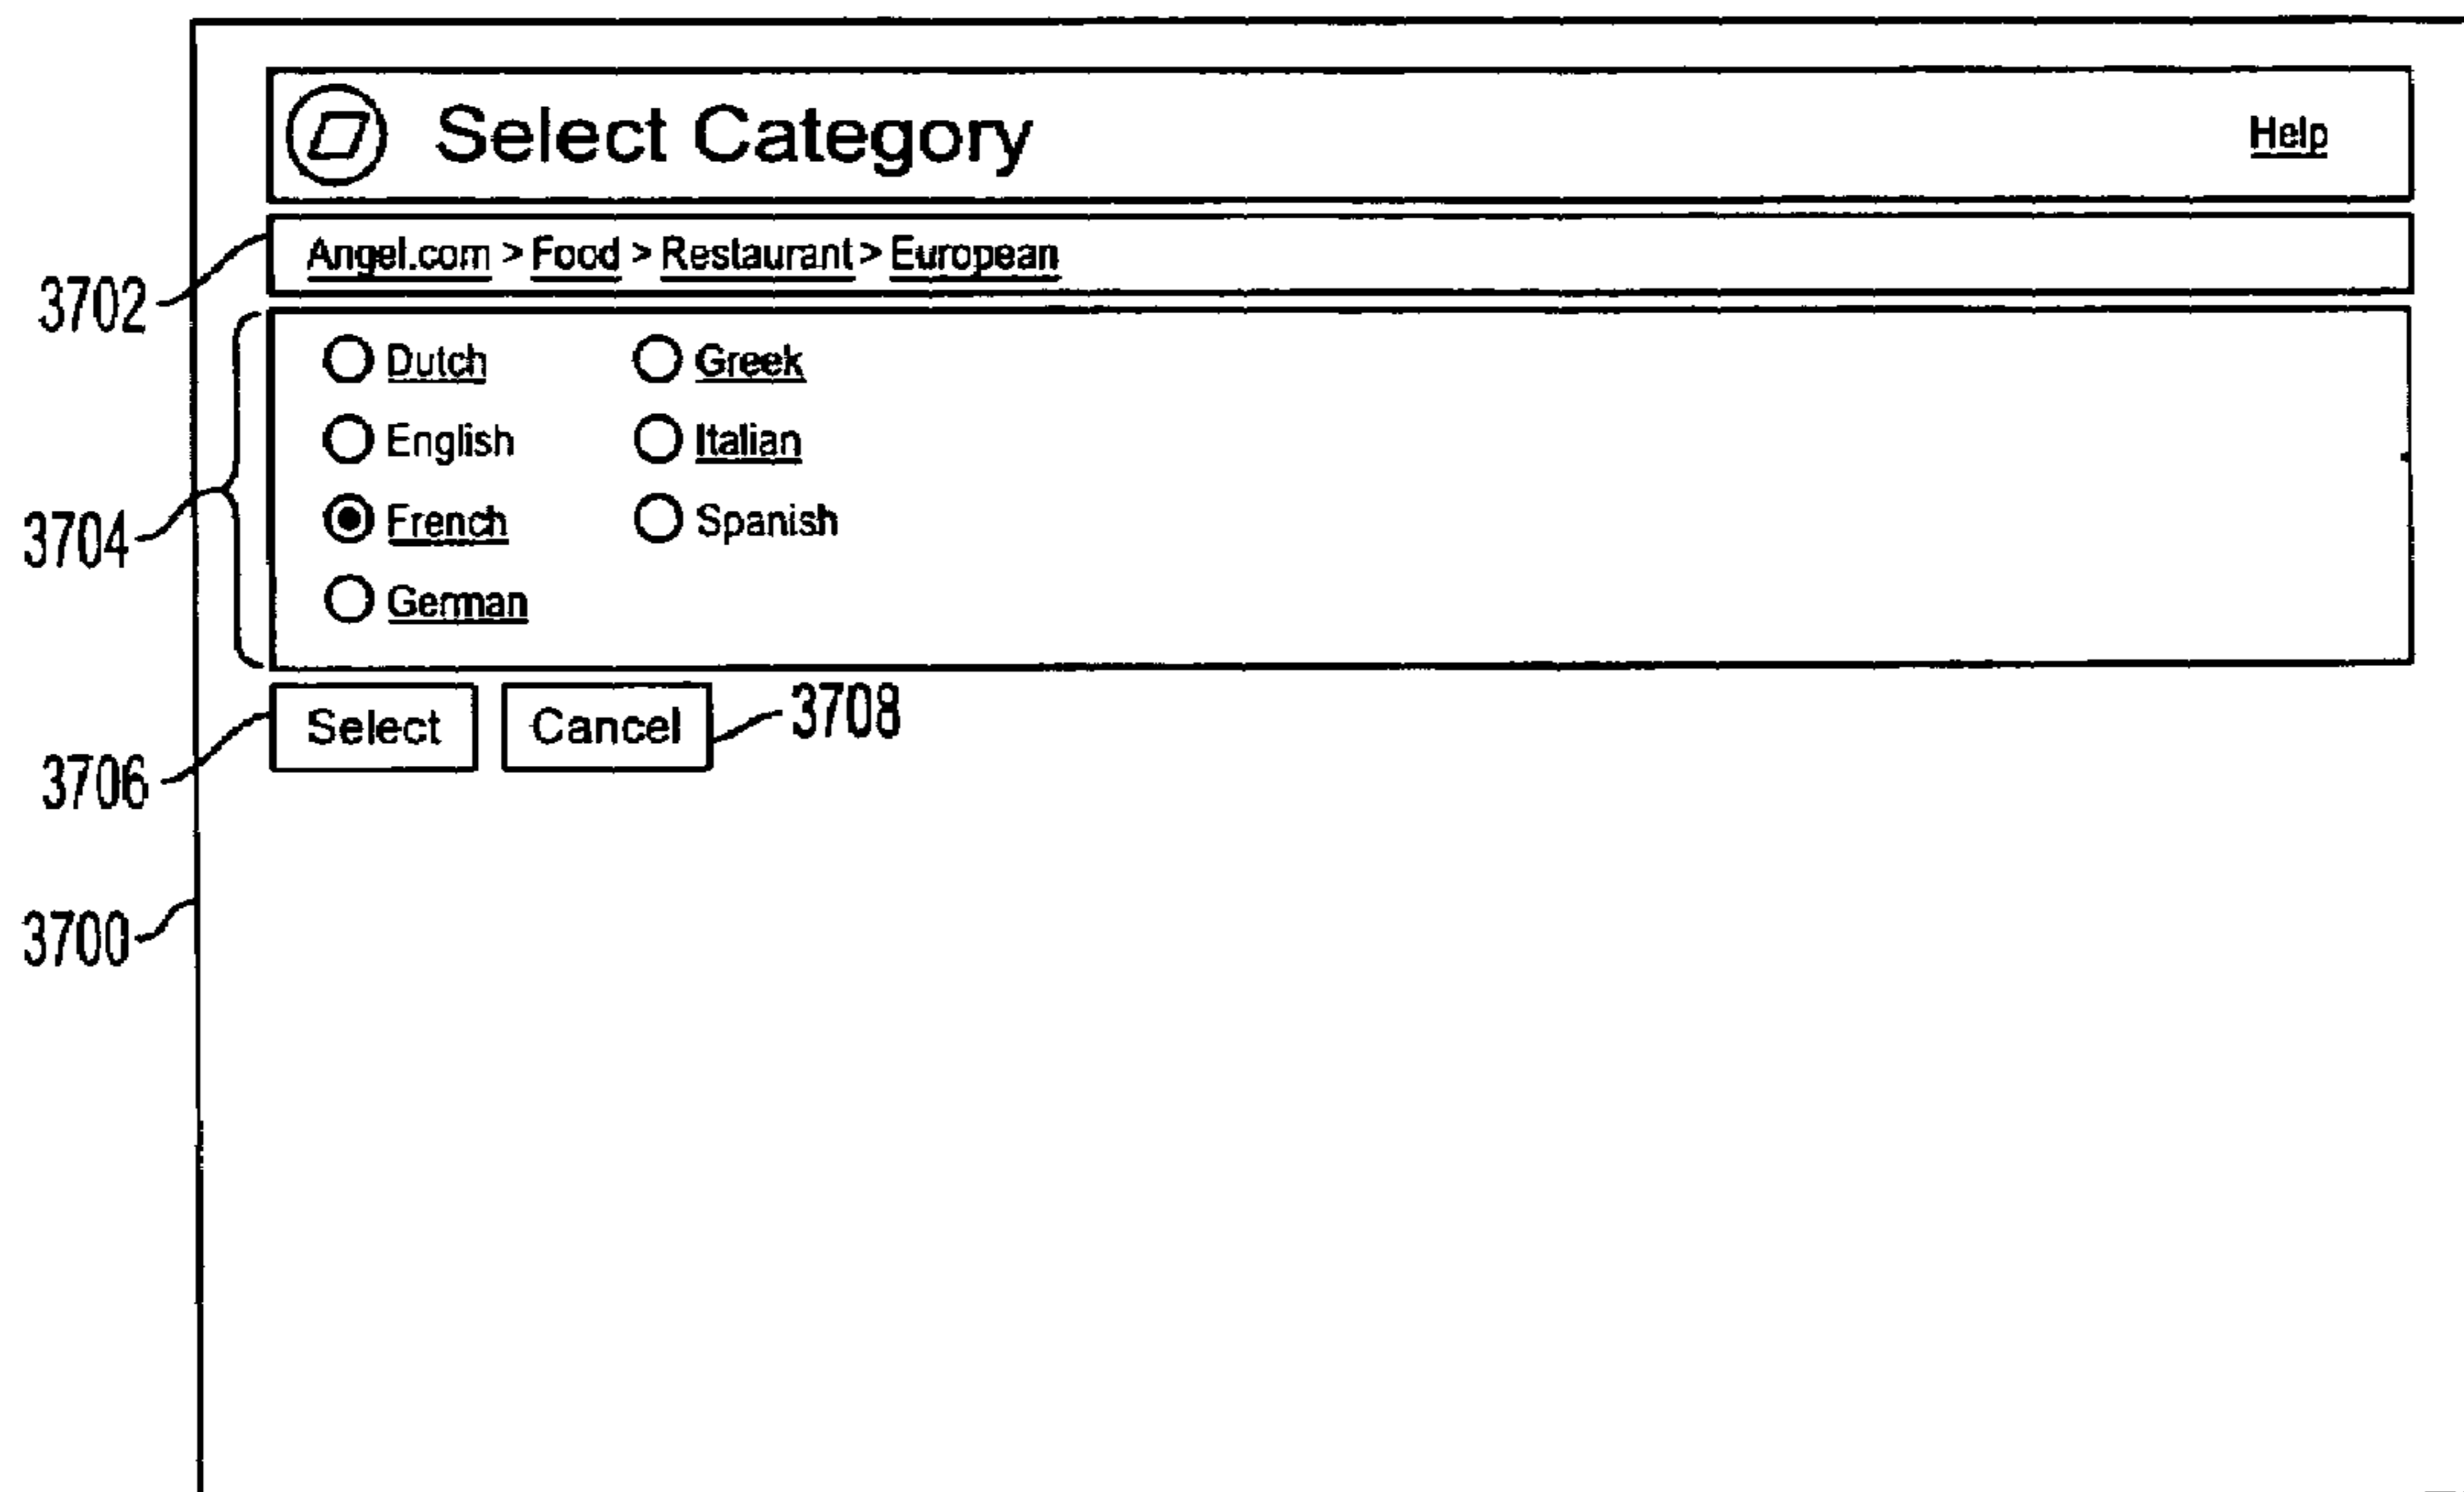 Select Category Help
Angel.com > Food > Restaurant > European
3702
Dutch Greek
English Italian
French Spanish
3704
German
Select Cancel 3708
3706
3700